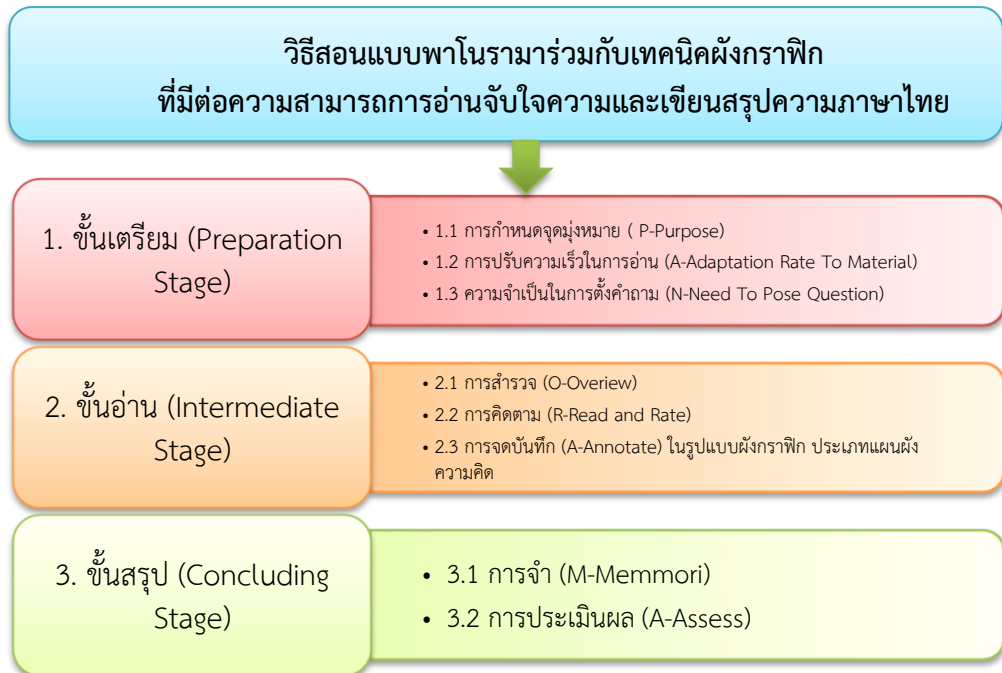 วิธีสอนแบบพาโนรามาร่วมกับเทคนิคผังกราฟิก
ที่มีต่อความสามารถการอ่านจับใจความและเขียนสรุปความภาษาไทย
1. ขั้นเตรียม (Preparation
Stage)
• 1.1 การกำหนดจุดมุ่งหมาย ( P-Purpose)
• 1.2 การปรับความเร็วในการอ่าน (A-Adaptation Rate To Material)
• 1.3 ความจำเป็นในการตั้งคำถาม (N-Need To Pose Question)
2. ขั้นอ่าน (Intermediate
Stage)
• 2.1 การสำรวจ (O-Overiew)
• 2.2 การคิดตาม (R-Read and Rate)
• 2.3 การจดบันทึก (A-Annotate) ในรูปแบบผังกราฟิก ประเภทแผนผัง
ความคิด
3. ขั้นสรุป (Concluding
Stage)
• 3.1 การจำ (M-Memmori)
• 3.2 การประเมินผล (A-Assess)